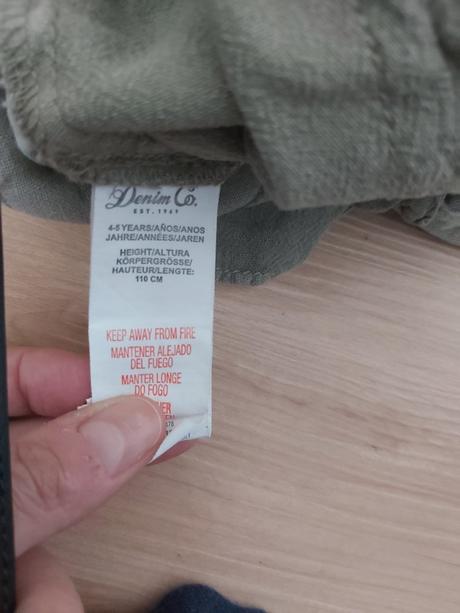 Denim Co.
EST. 1969
4-5 YEARS/AÑOS/ANOS
JAHRE/ANNÉES/JAREN
HEIGHT/ALTURA
KÖRPERGRÖSSE/
HAUTEUR/LENGTE:
110 CM
KEEP AWAY FROM FIRE
MANTENER ALEJADO
DEL FUEGO
MANTER LONGE
DO FOGO